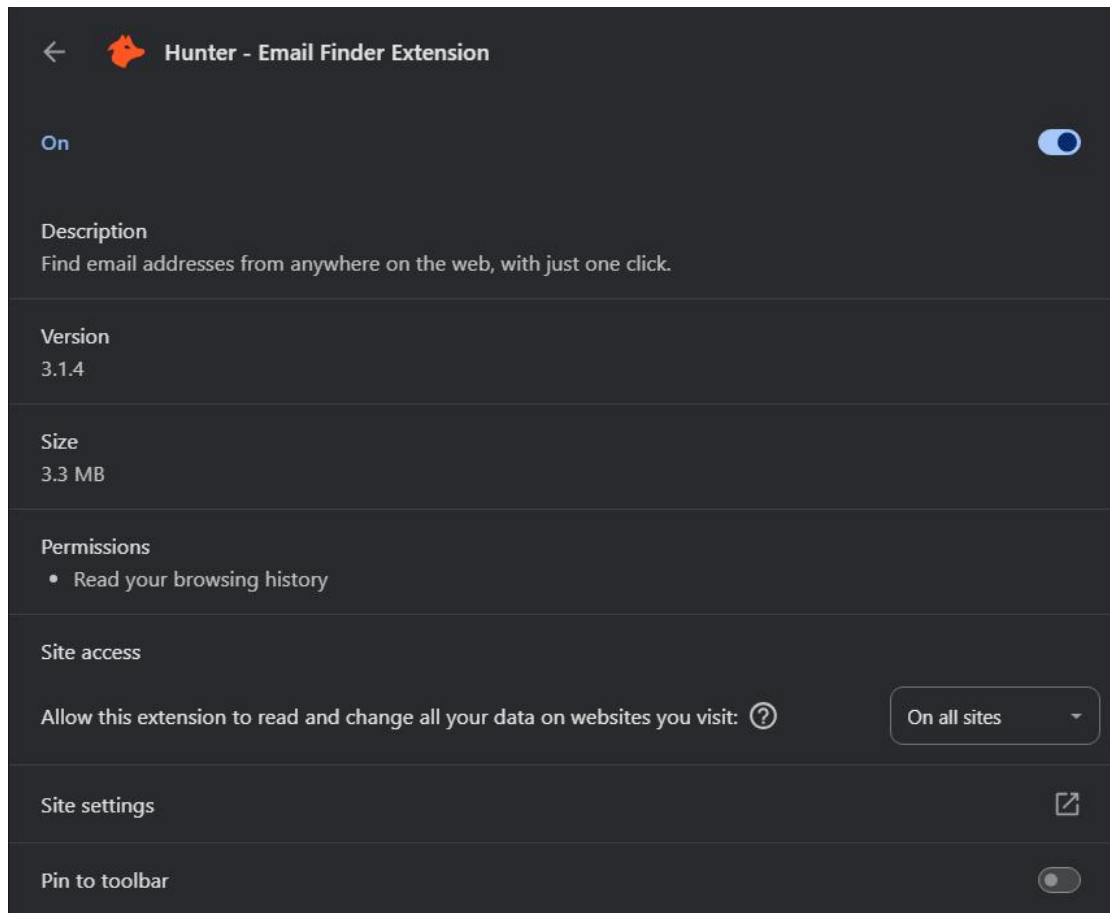 Hunter - Email Finder Extension
On
Description
Find email addresses from anywhere on the web, with just one click.
Version
3.1.4
Size
3.3 MB
Permissions
• Read your browsing history
Site access
Allow this extension to read and change all your data on websites you visit: ?
On all sites
Site settings
Pin to toolbar